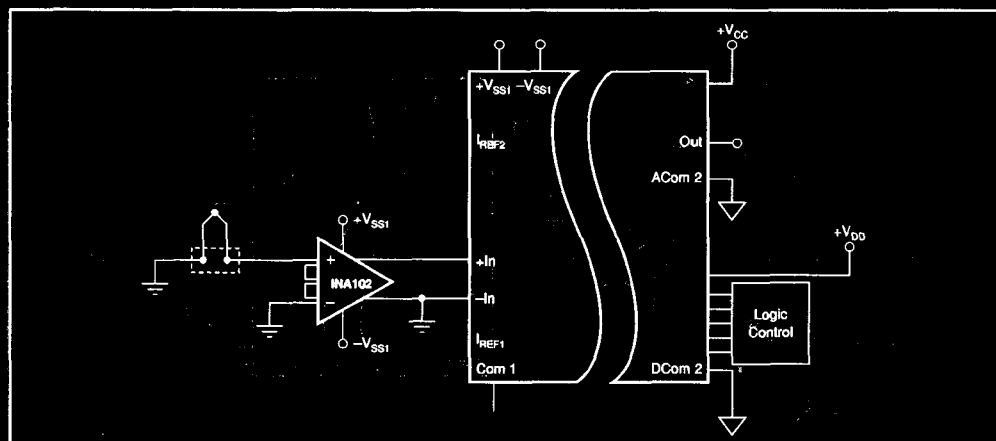 +V_CC
+V_SS1 −V_SS1
I_REF2
Out
ACom 2
+V_SS1
+V_DD
+
INA102
−
+In
−In
Logic
Control
−V_SS1
I_REF1
Com 1
DCom 2